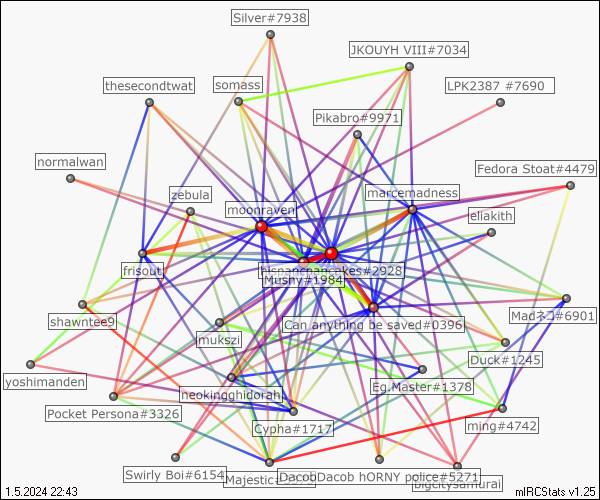 Silver#7938
JKOUYH VIII#7034
thesecondtwat
somass
LPK2387 #7690
Pikabro#9971
normalwan
Fedora Stoat#4479
zebula
marcemadness
moonraven
eliakith
frisout
#2928
Mushy#1984
Madネコ#6901
shawntee9
Can anything be saved#0396
mukszi
Duck#1245
yoshimanden
Eg.Master#1378
neokingghidorah
Pocket Persona#3326
Cypha#1717
ming#4742
Swirly Boi#6154
Majestic
DacopDacob hORNY police#5271
bigcitysamurai
1.5.2024 22:43
mIRCStats v1.25